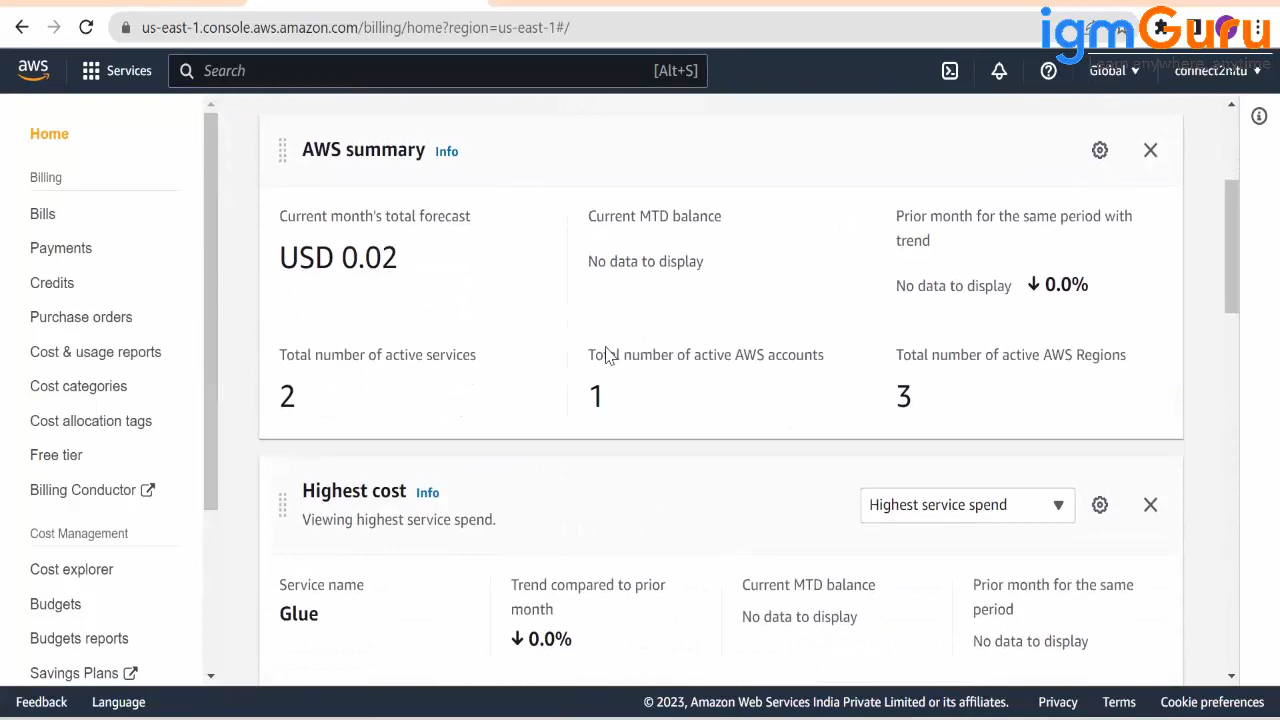 us-east-1.console.aws.amazon.com/billing/home?region=us-east-1#/
igmGuru
Learn anywhere, anytime
aws
Services
Search
[Alt+S]
Global
connect2nitu
Home
Billing
Bills
Payments
Credits
Purchase orders
Cost & usage reports
Cost categories
Cost allocation tags
Free tier
Billing Conductor
Cost Management
Cost explorer
Budgets
Budgets reports
Savings Plans
AWS summary Info
Current month's total forecast
USD 0.02
Current MTD balance
No data to display
Prior month for the same period with
trend
No data to display 0.0%
Total number of active services
2
Total number of active AWS accounts
1
Total number of active AWS Regions
3
Highest cost Info
Viewing highest service spend.
Highest service spend
Service name
Glue
Trend compared to prior
month
0.0%
Current MTD balance
No data to display
Prior month for the same
period
No data to display
Feedback
Language
© 2023, Amazon Web Services India Private Limited or its affiliates.
Privacy
Terms
Cookie preferences